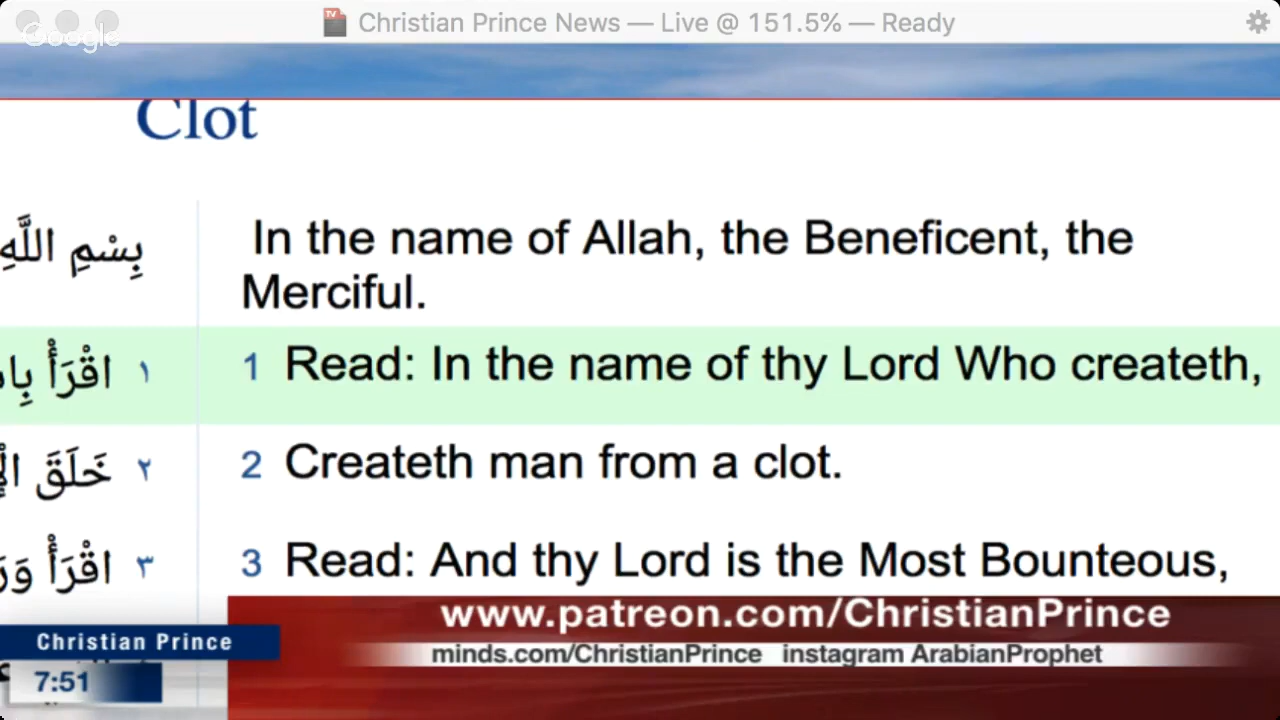 Christian Prince News — Live @ 151.5% — Ready
Google
Clot
بِسْمِ اللَّهِ
In the name of Allah, the Beneficent, the
Merciful.
١ اقْرَأْ
1 Read: In the name of thy Lord Who createth,
٢ خَلَقَ
2 Createth man from a clot.
٣ اقْرَأْ
3 Read: And thy Lord is the Most Bounteous,
www.patreon.com/ChristianPrince
Christian Prince
minds.com/ChristianPrince instagram ArabianProphet
7:51